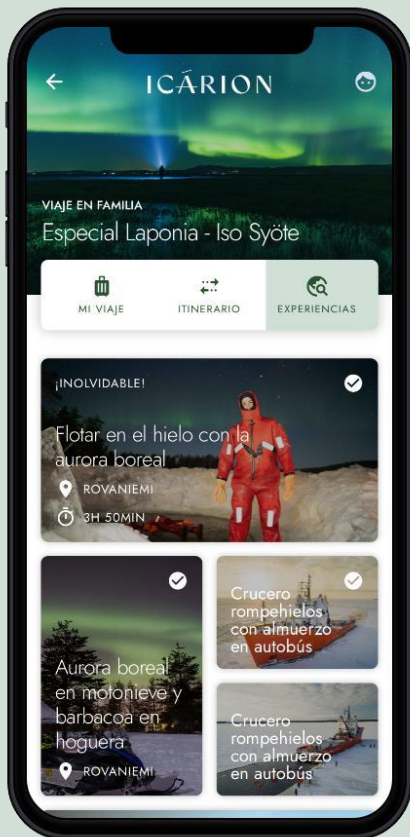 ICĀRION
VIAJE EN FAMILIA
Especial Laponia - Iso Syöte
MI VIAJE
ITINERARIO
EXPERIENCIAS
¡INOLVIDABLE!
Flotar en el hielo con la
aurora boreal
ROVANIEMI
3H 50MIN
Aurora boreal
en motonieve y
barbacoa en
hoguera
ROVANIEMI
Crucero
rompehielos
con almuerzo
en autobús
Crucero
rompehielos
con almuerzo
en autobús